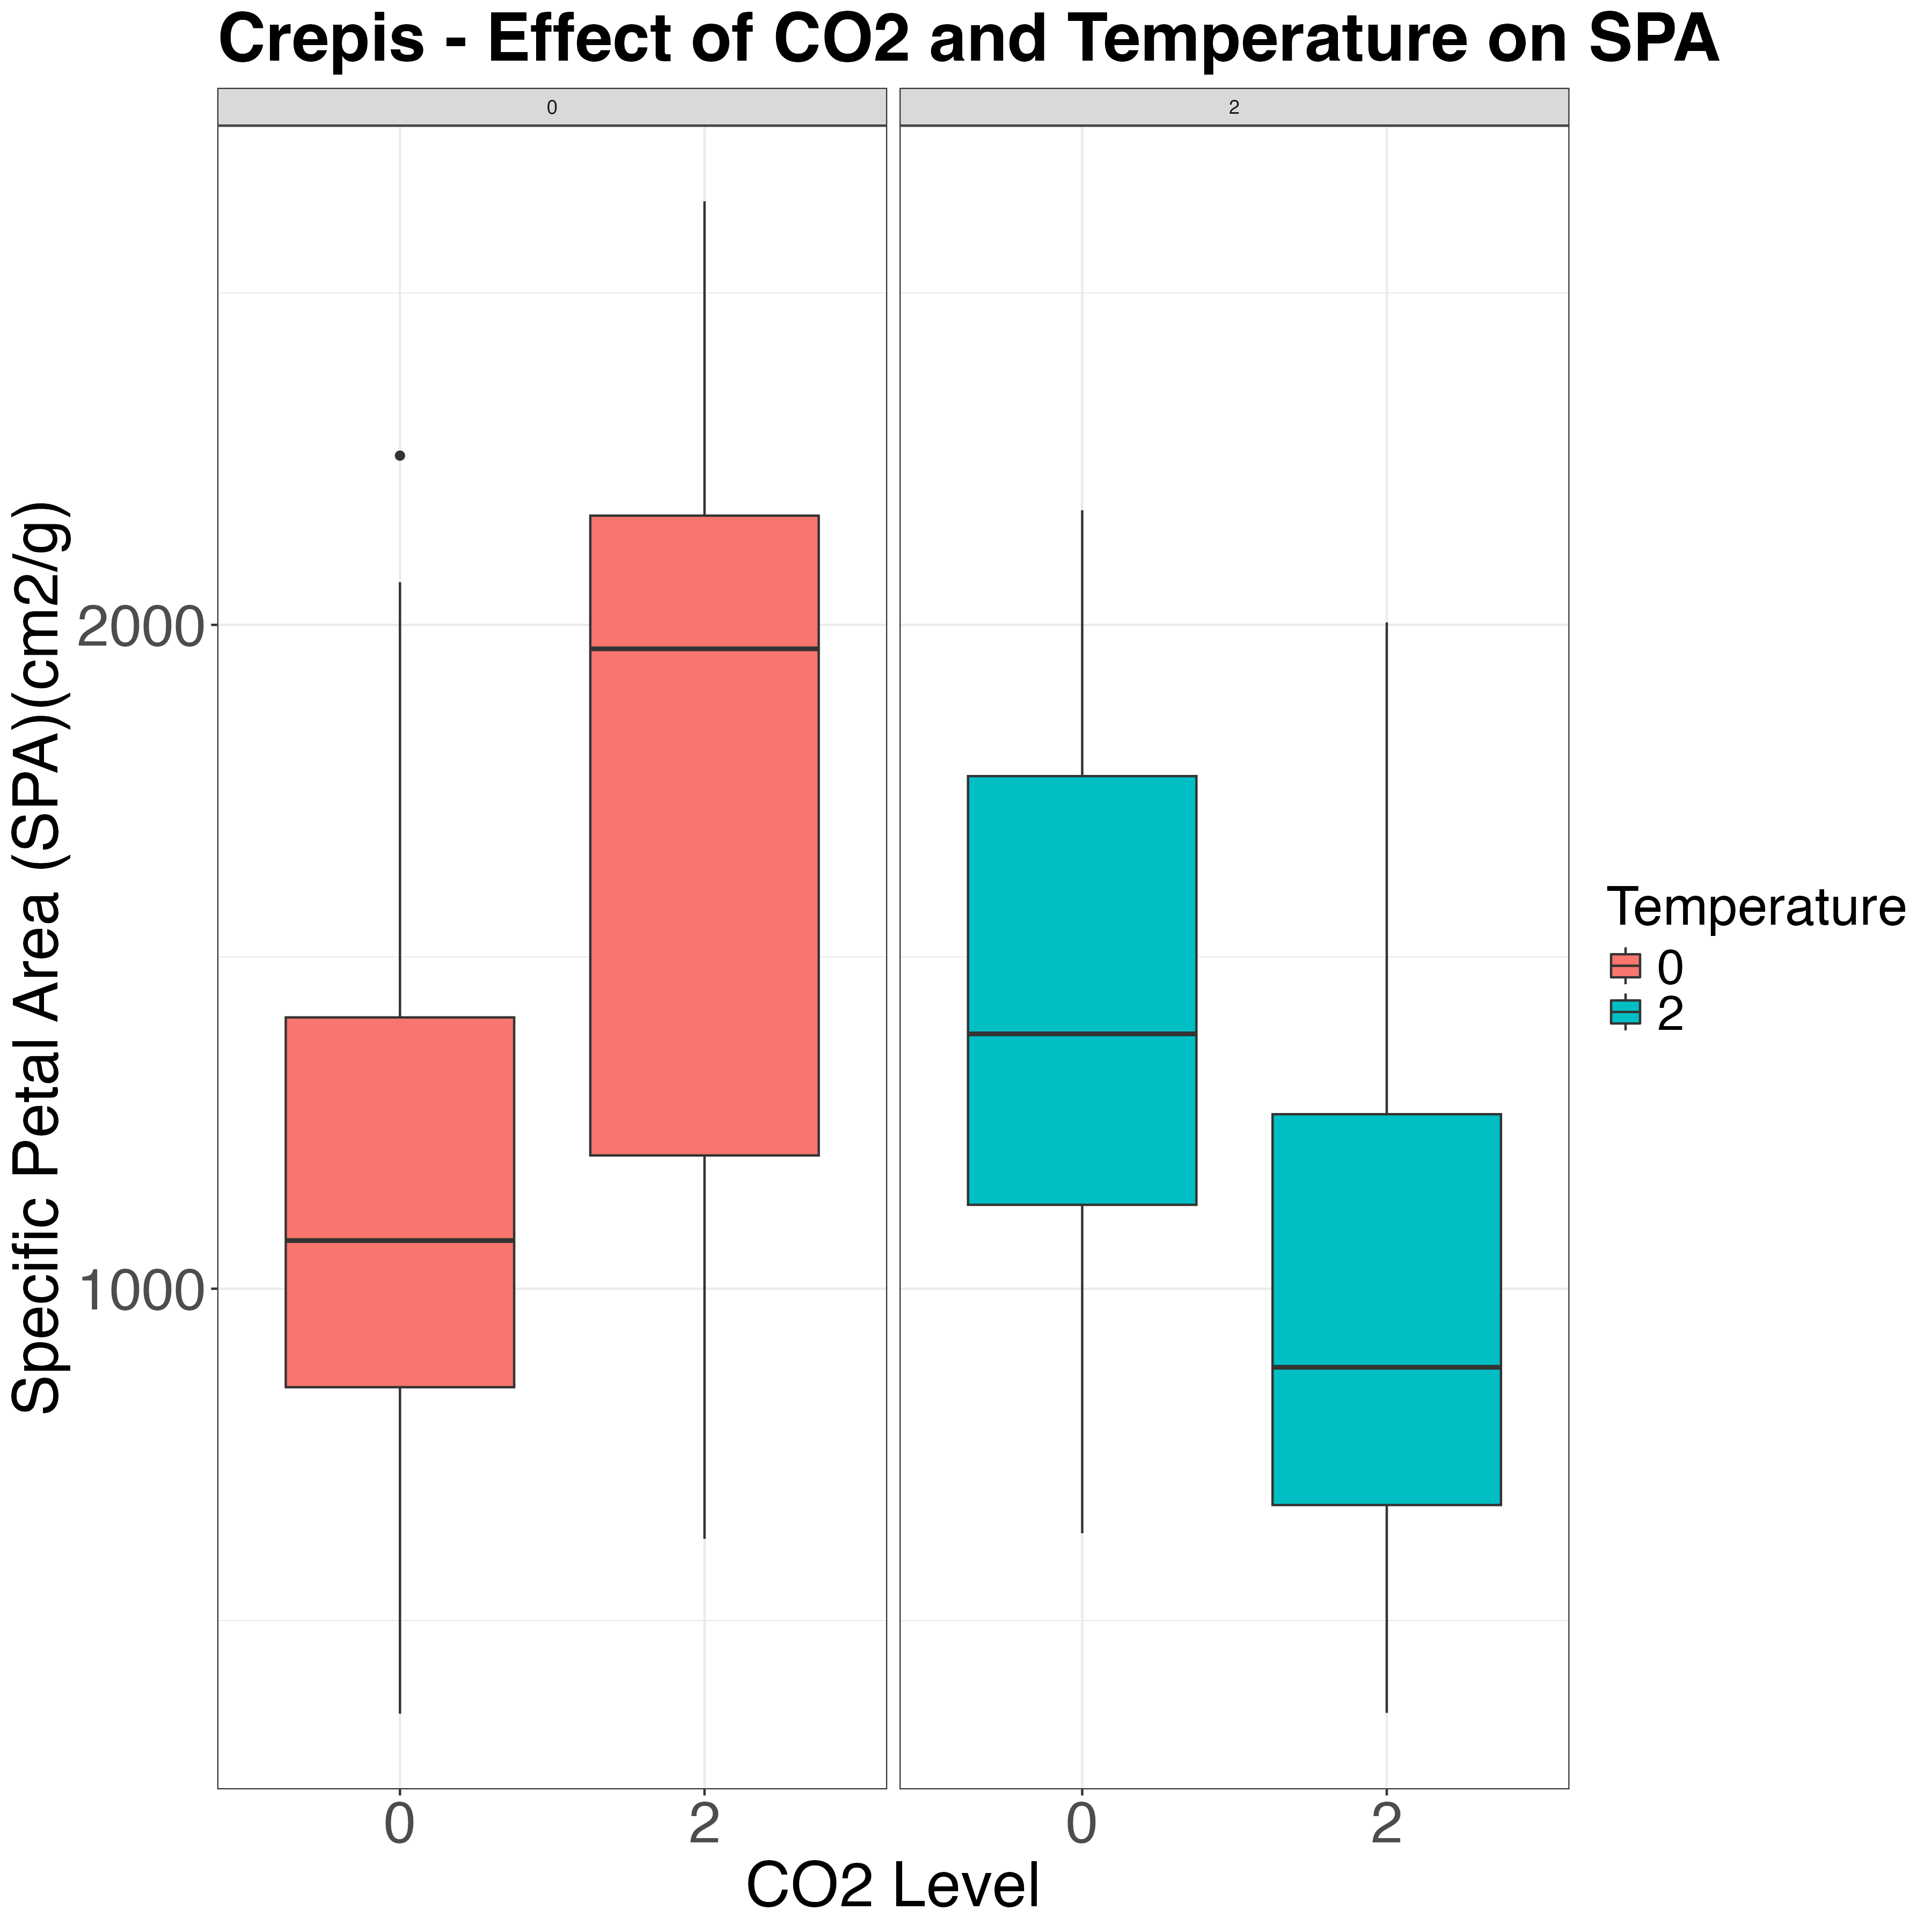 Crepis - Effect of CO2 and Temperature on SPA
0
2
Specific Petal Area (SPA)(cm2/g)
2000
1000
0
2
0
2
CO2 Level
Temperature
0
2